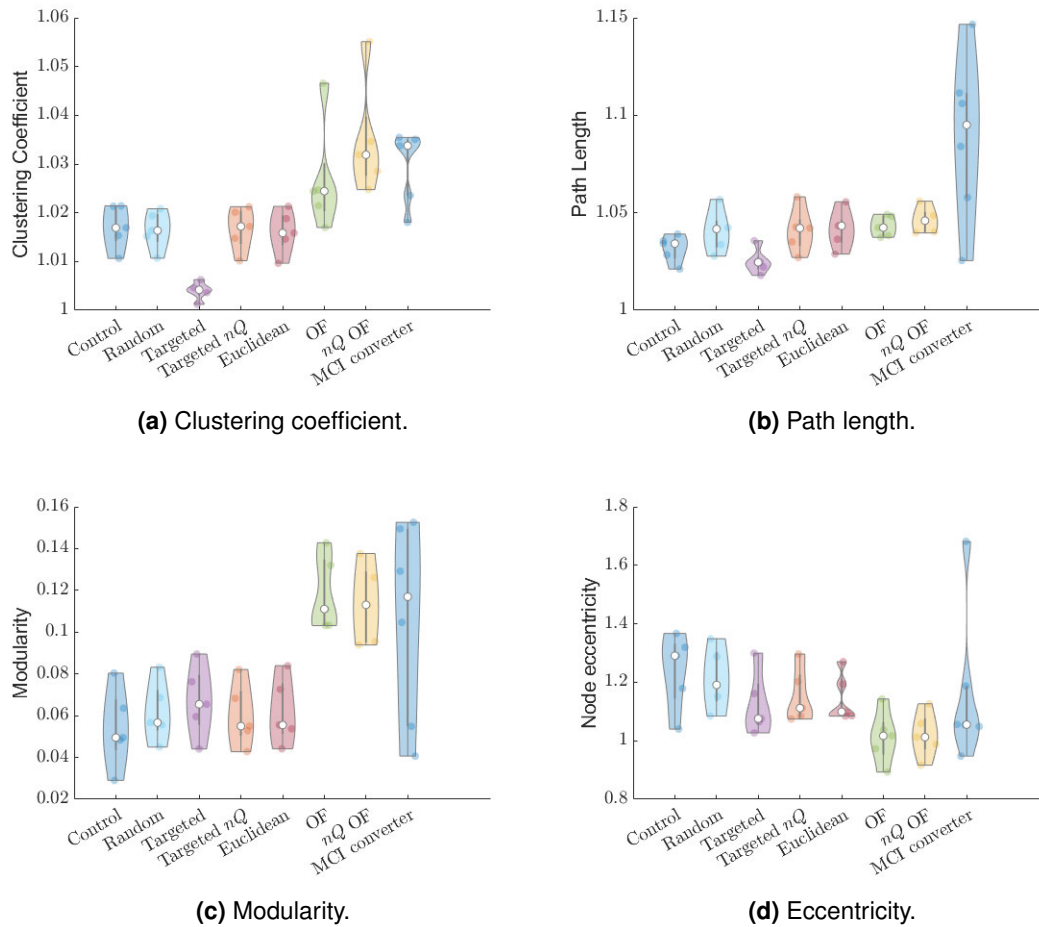 1.06
1.05
1.04
1.03
1.02
1.01
1
Clustering Coefficient
Control
Random
Targeted
Targeted nQ
Euclidean
OF
nQ OF
MCI converter
(a) Clustering coefficient.
1.15
1.1
1.05
1
Path Length
Control
Random
Targeted
Targeted nQ
Euclidean
OF
nQ OF
MCI converter
(b) Path length.
0.16
0.14
0.12
0.1
0.08
0.06
0.04
0.02
Modularity
Control
Random
Targeted
Targeted nQ
Euclidean
OF
nQ OF
MCI converter
(c) Modularity.
1.8
1.6
1.4
1.2
1
0.8
Node eccentricity
Control
Random
Targeted
Targeted nQ
Euclidean
OF
nQ OF
MCI converter
(d) Eccentricity.